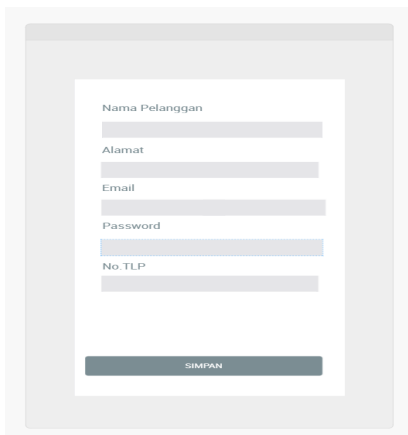 Nama Pelanggan
Alamat
Email
Password
No.TLP
SIMPAN